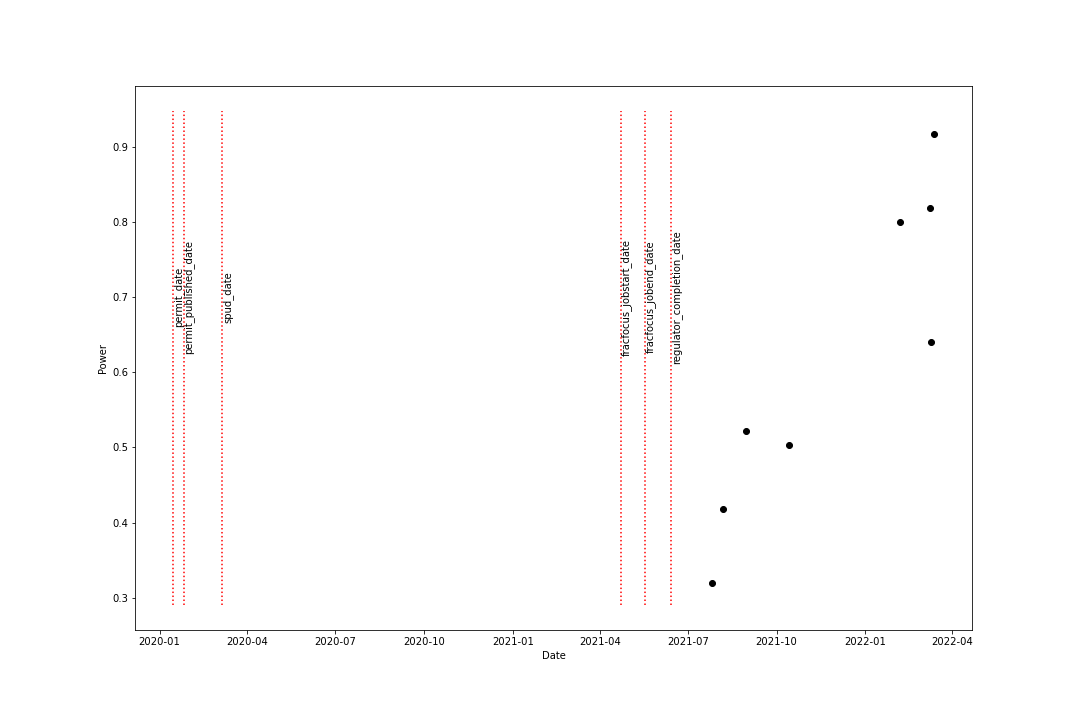 0.9
0.8
0.7
0.6
0.5
0.4
0.3
Power
permit_date
permit_published_date
spud_date
fracfocus_jobstart_date
fracfocus_jobend_date
regulator_completion_date
2020-01
2020-04
2020-07
2020-10
2021-01
2021-04
2021-07
2021-10
2022-01
2022-04
Date